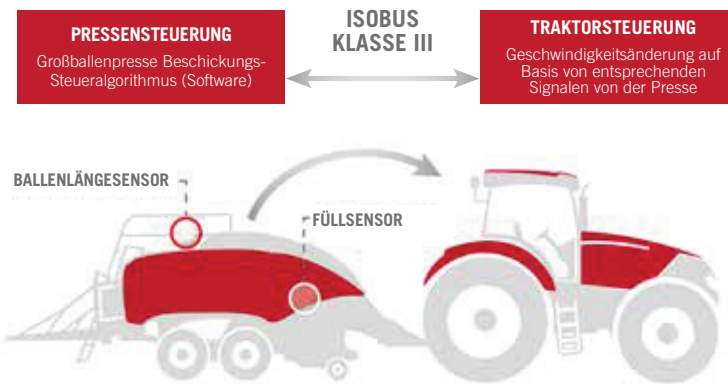 PRESSENSTEUERUNG
Großballenpresse Beschickungs-
Steueralgorithmus (Software)
ISOBUS
KLASSE III
TRAKTORSTEUERUNG
Geschwindigkeitsänderung auf
Basis von entsprechenden
Signalen von der Presse
BALLENLÄNGESENSOR
FÜLLSENSOR